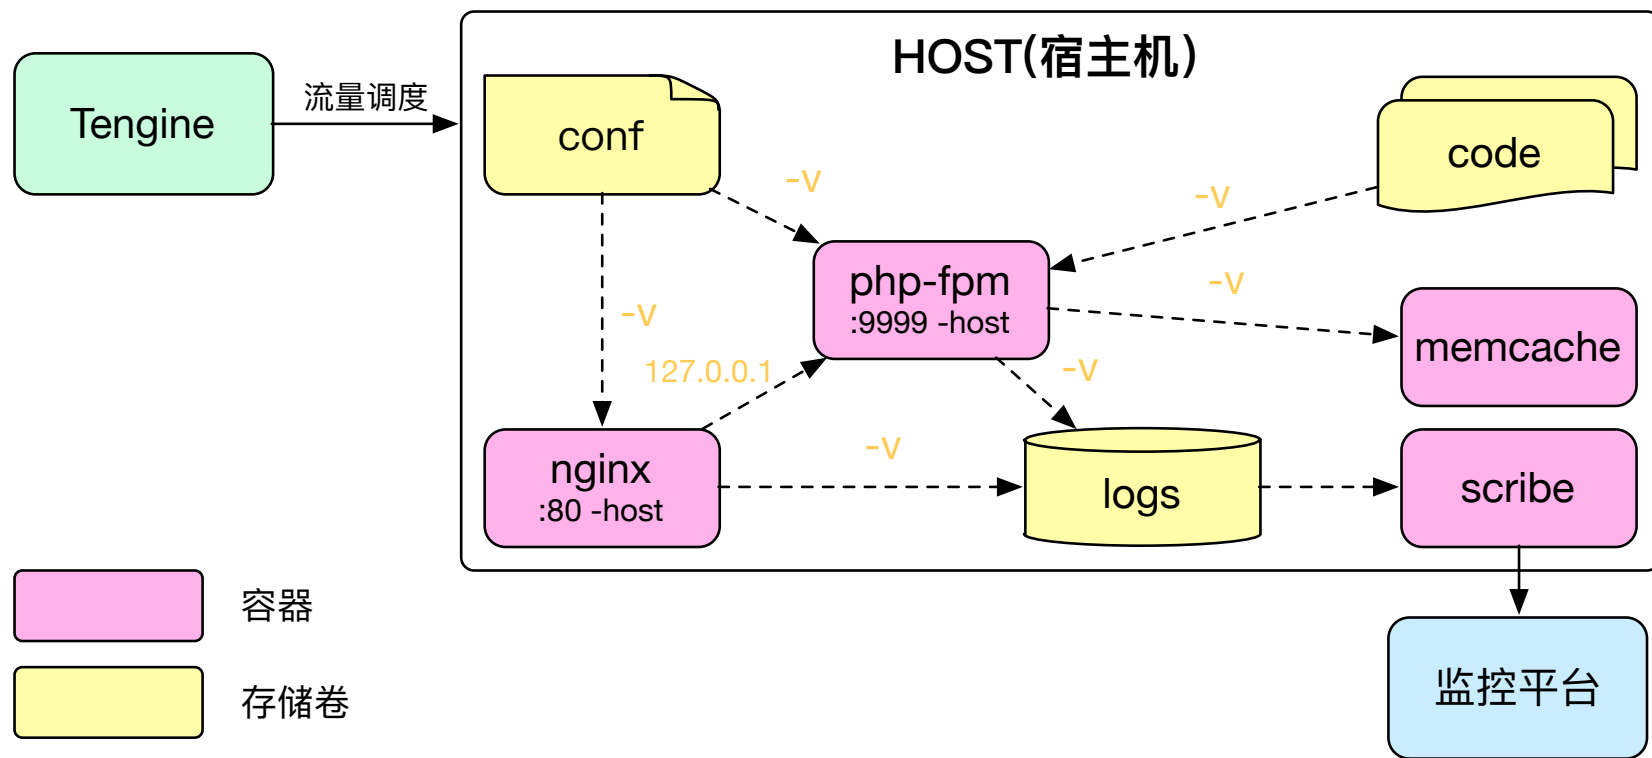 HOST(宿主机)
Tengine
流量调度
conf
code
-v
-v
php-fpm
:9999 -host
-v
-v
memcache
127.0.0.1
-v
nginx
:80 -host
-v
logs
scribe
容器
存储卷
监控平台